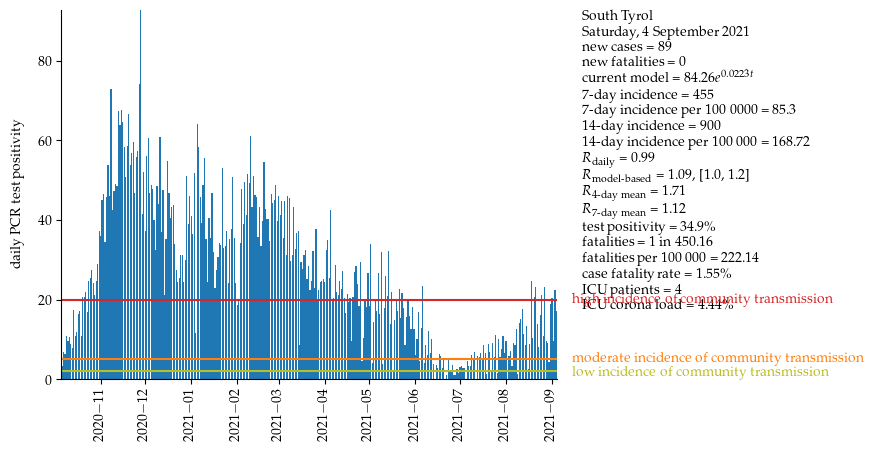 South Tyrol
Saturday, 4 September 2021
new cases = 89
new fatalities = 0
current model = 84.26e^0.0223t
7-day incidence = 455
7-day incidence per 100 0000 = 85.3
14-day incidence = 900
14-day incidence per 100 000 = 168.72
R_daily = 0.99
R_model-based = 1.09, [1.0, 1.2]
R_4-day mean = 1.71
R_7-day mean = 1.12
test positivity = 34.9%
fatalities = 1 in 450.16
fatalities per 100 000 = 222.14
case fatality rate = 1.55%
ICU patients = 4
high incidence of community transmission
ICU corona load = 4.44%
moderate incidence of community transmission
low incidence of community transmission
daily PCR test positivity
80
60
40
20
0
2020−11
2020−12
2021−01
2021−02
2021−03
2021−04
2021−05
2021−06
2021−07
2021−08
2021−09